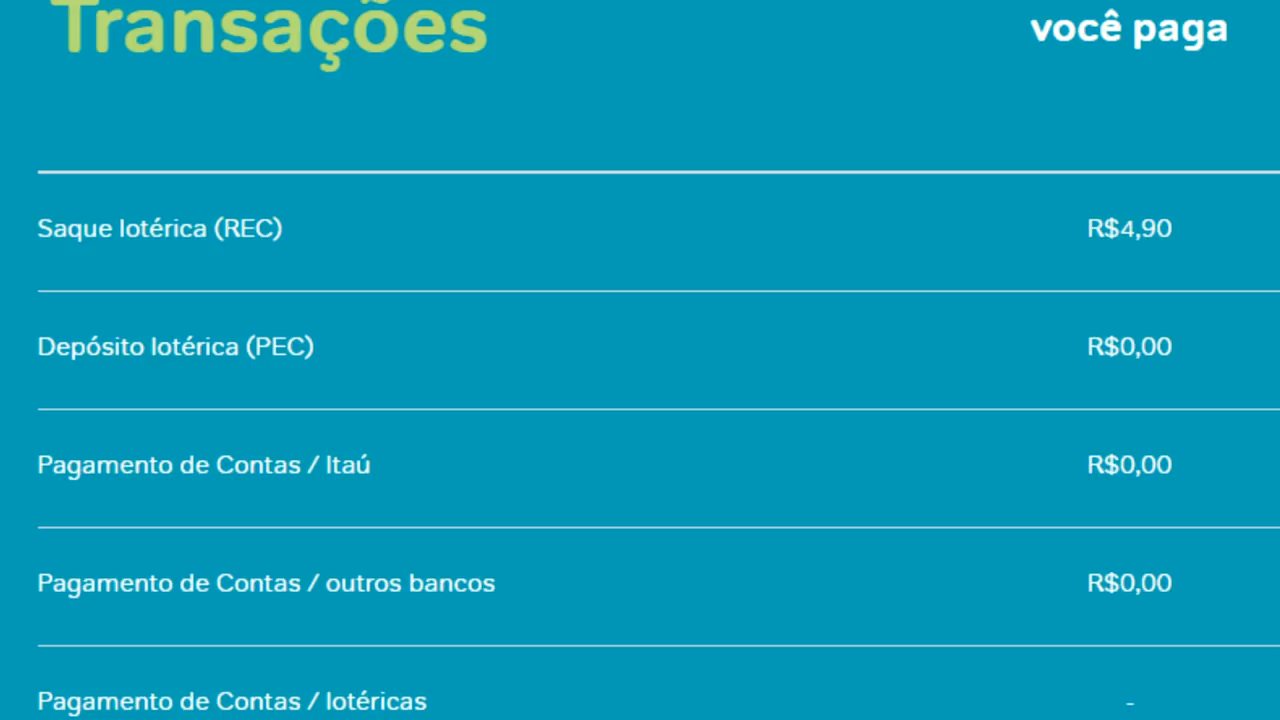 Transações
você paga
Saque lotérica (REC)
R$4,90
Depósito lotérica (PEC)
R$0,00
Pagamento de Contas / Itaú
R$0,00
Pagamento de Contas / outros bancos
R$0,00
Pagamento de Contas / lotéricas
-